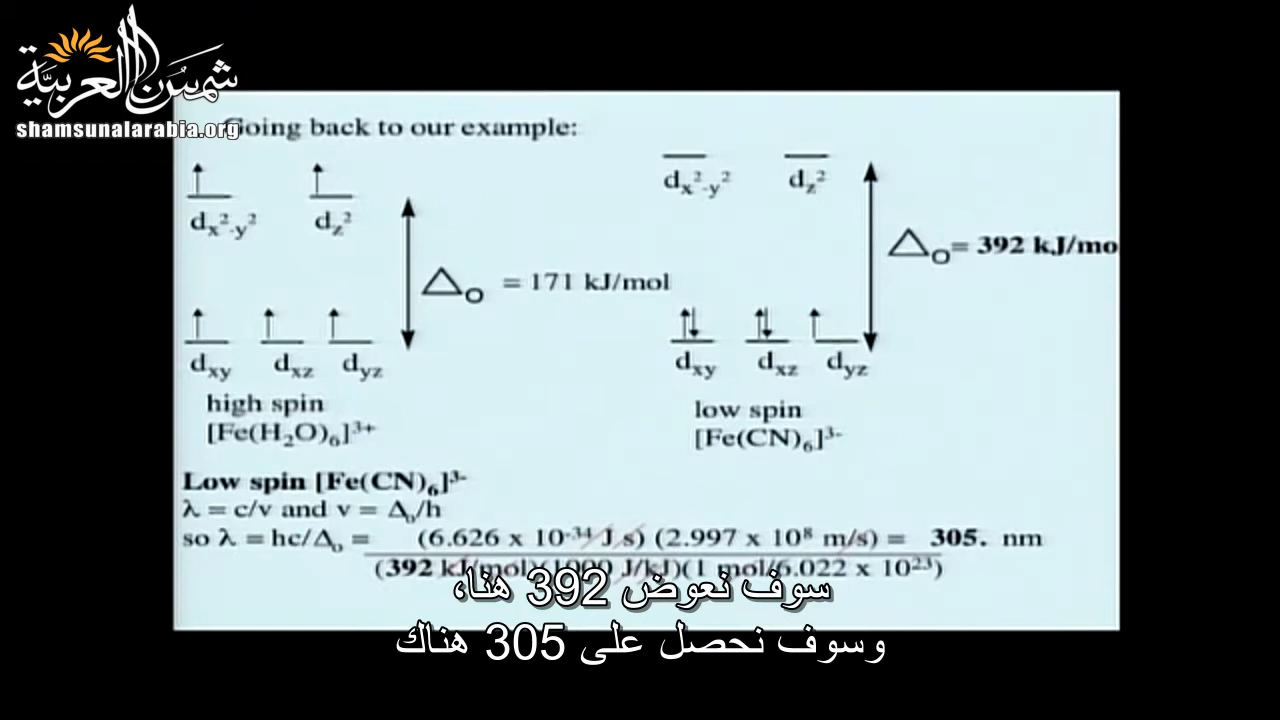 شمس العربية
shamsunalarabia.org
Going back to our example:
dx²-y² dz²
dx²-y² dz²
△o = 171 kJ/mol
△o = 392 kJ/mo
dxy dxz dyz
dxy dxz dyz
high spin
[Fe(H₂O)₆]³⁺
low spin
[Fe(CN)₆]³⁻
Low spin [Fe(CN)₆]³⁻
λ = c/ν and ν = △o/h
so λ = hc/△o = (6.626 x 10⁻³⁴ J s) (2.997 x 10⁸ m/s) = 305. nm
(392 kJ/mol)(1000 J/kJ)(1 mol/6.022 x 10²³)
سوف نعوض 392 هنا،
وسوف نحصل على 305 هناك